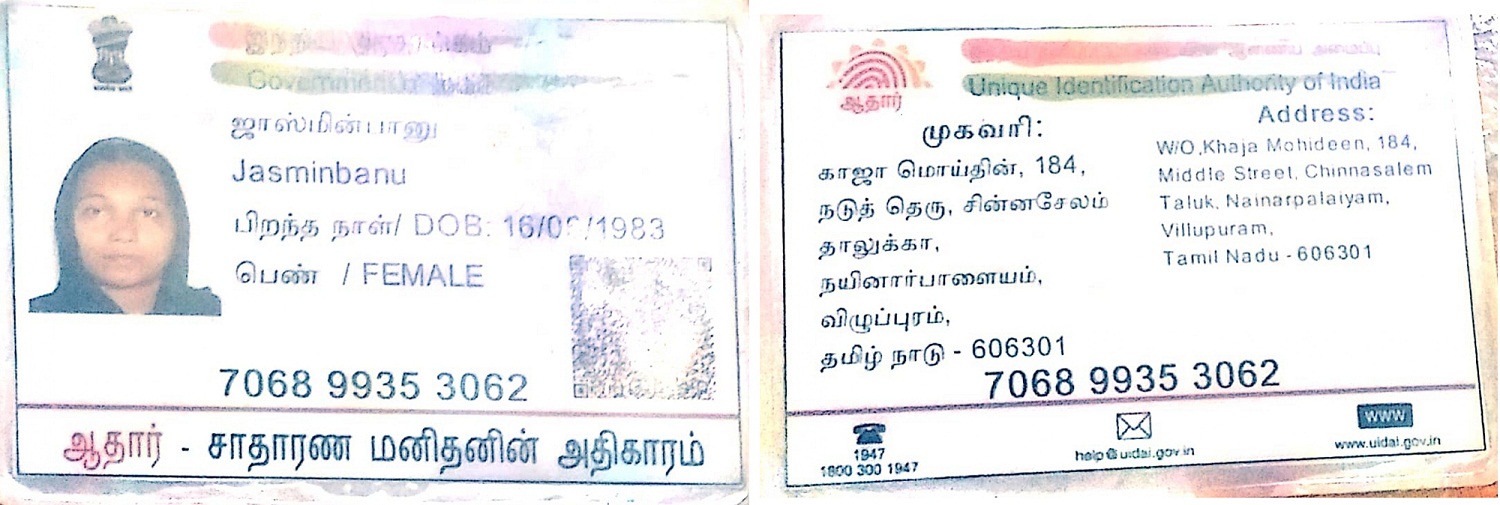 Government
ஜாஸ்மின்பானு
Jasminbanu
பிறந்த நாள்/ DOB: /1983
பெண் / FEMALE
7068 9935 3062
ஆதார் - சாதாரண மனிதனின் அதிகாரம்
அமைப்பு
Unique Identification Authority of India
ஆதார்
முகவரி:
காஜா மொய்தின், 184,
நடுத் தெரு, சின்னசேலம்
தாலுக்கா,
நயினார்பாளையம்,
விழுப்புரம்,
தமிழ் நாடு - 606301
Address:
W/O,Khaja Mohideen, 184,
Middle Street, Chinnasalem
Taluk, Nainarpalaiyam,
Villupuram,
Tamil Nadu - 606301
7068 9935 3062
1947
1800 300 1947
help@uidai.gov.in
WWW
www.uidai.gov.in